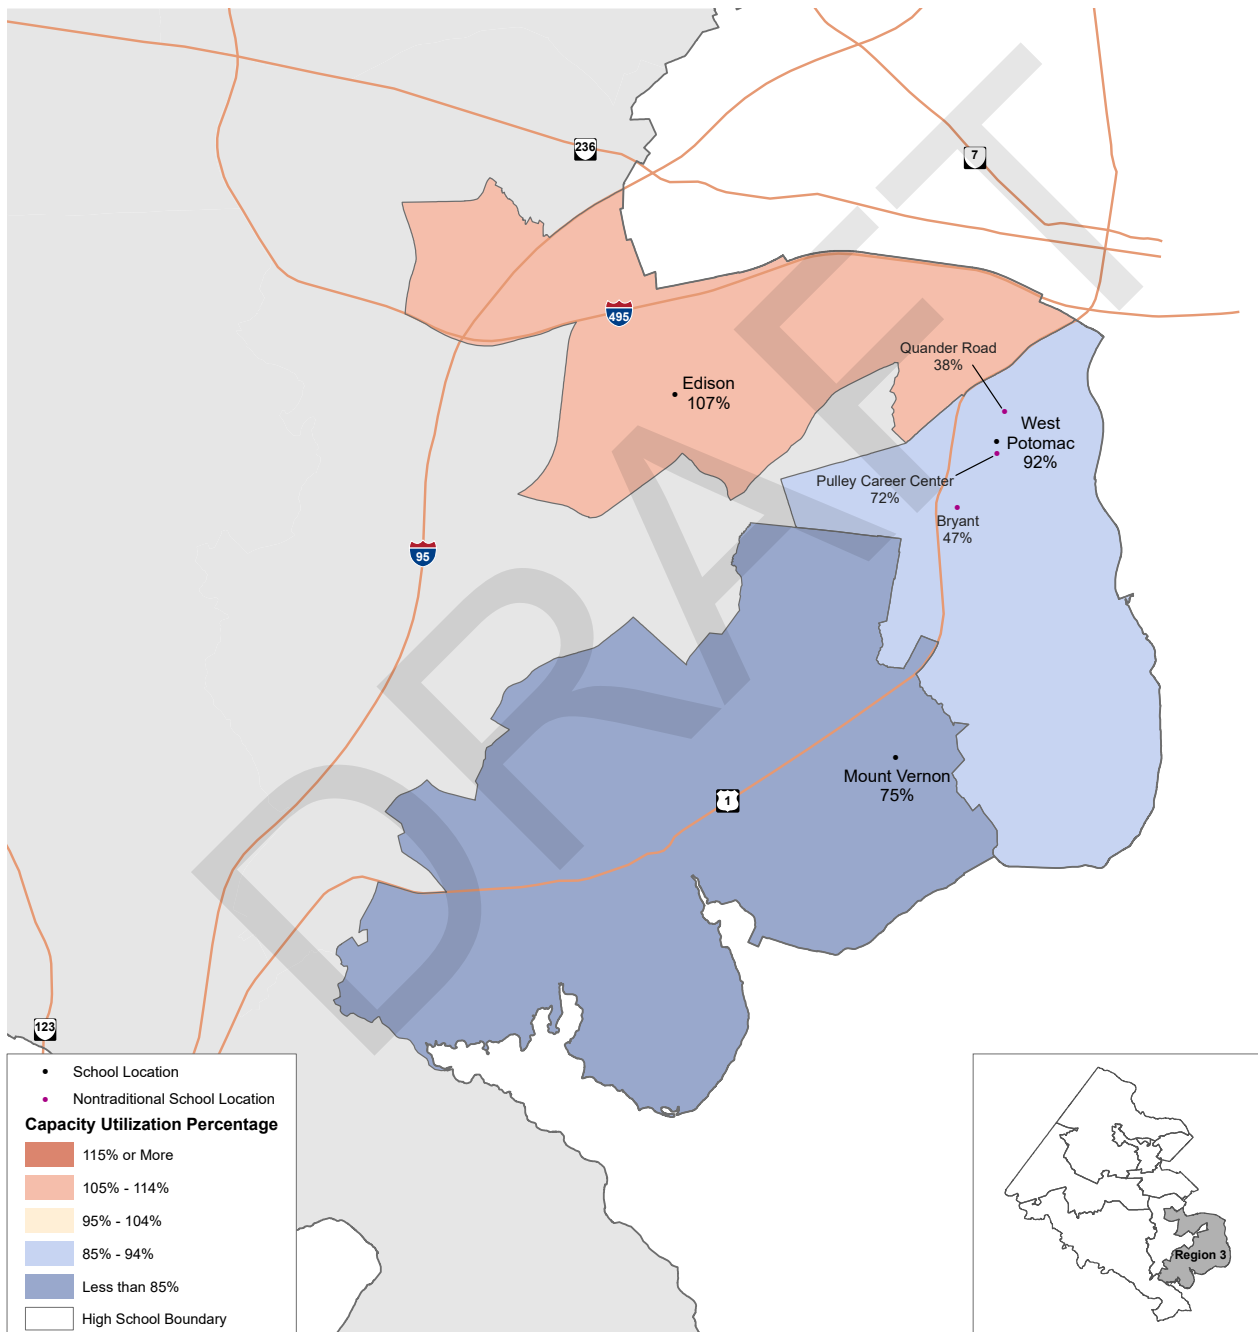 236
7
495
Quander Road
38%
Edison
107%
West
Potomac
92%
Pulley Career Center
72%
Bryant
47%
95
Mount Vernon
75%
1
123
DRAFT
School Location
Nontraditional School Location
Capacity Utilization Percentage
115% or More
105% - 114%
95% - 104%
85% - 94%
Less than 85%
High School Boundary
Region 3